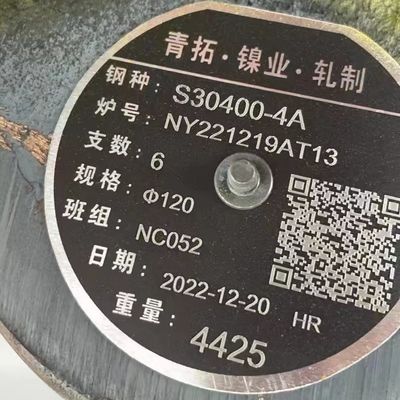 青拓·镍业·轧制
钢种: S30400-4A
炉号: NY221219AT13
支数: 6
规格: Φ120
班组: NC052
日期: 2022-12-20 HR
重量: 4425